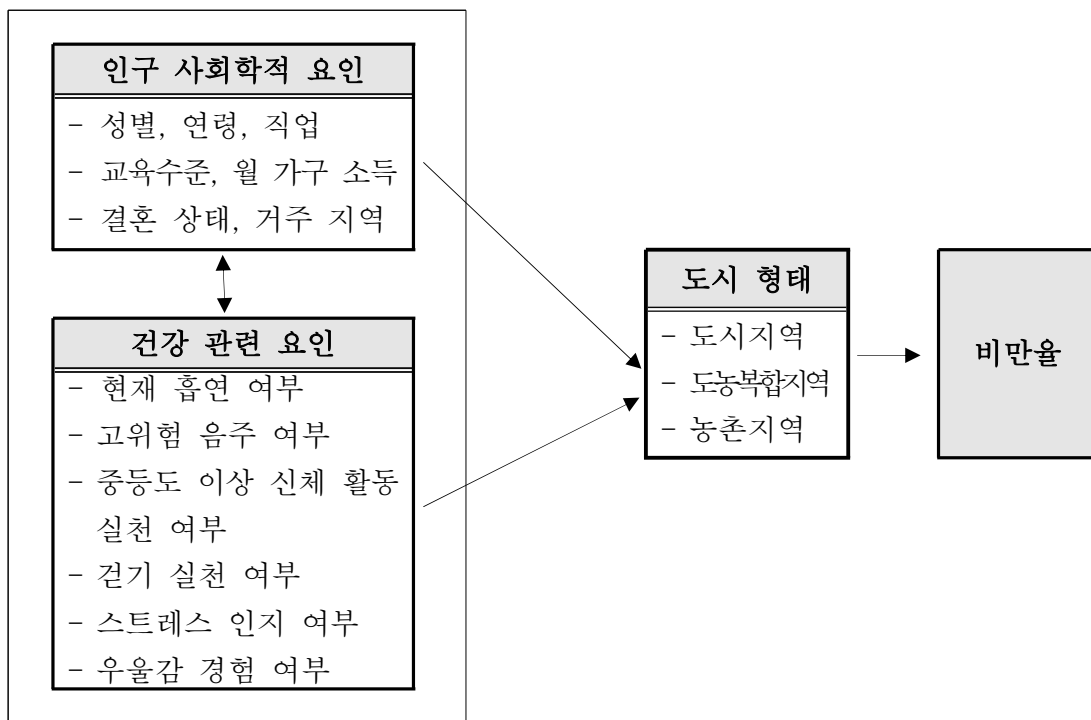 인구 사회학적 요인
- 성별, 연령, 직업
- 교육수준, 월 가구 소득
- 결혼 상태, 거주 지역
건강 관련 요인
- 현재 흡연 여부
- 고위험 음주 여부
- 중등도 이상 신체 활동
실천 여부
- 걷기 실천 여부
- 스트레스 인지 여부
- 우울감 경험 여부
도시 형태
- 도시지역
- 도농복합지역
- 농촌지역
비만율